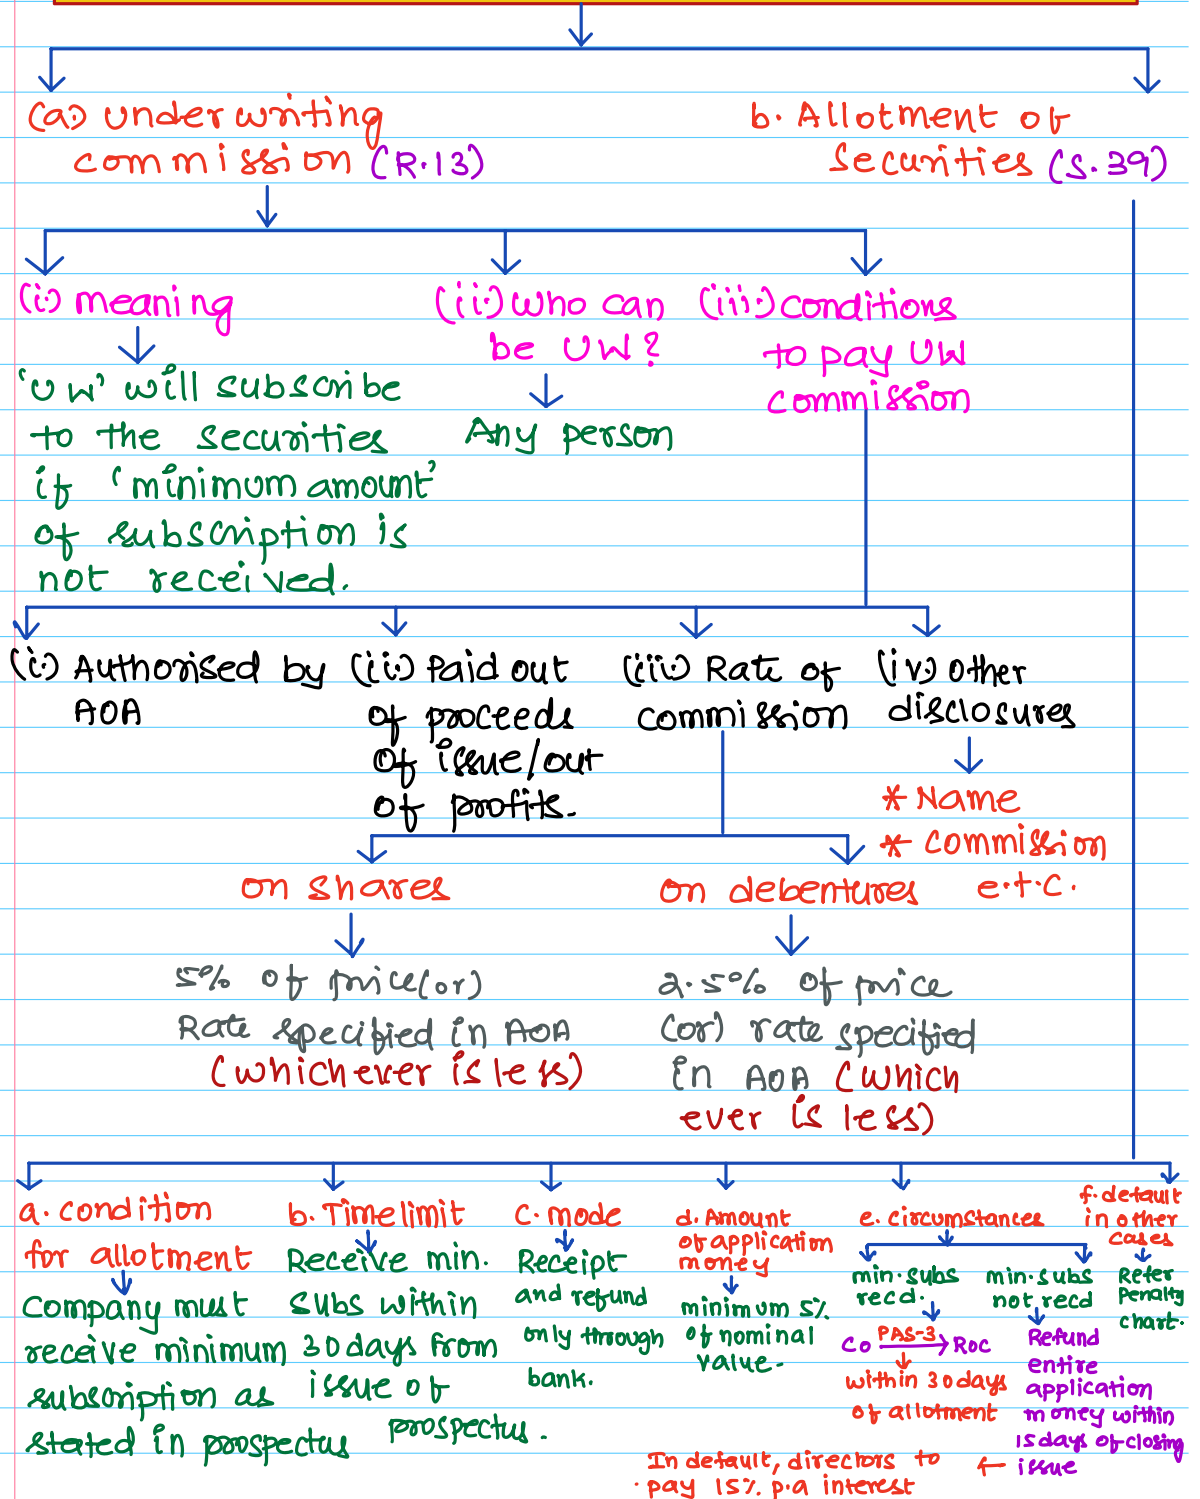 (a.) Underwriting
commission (R.13)
b. Allotment of
securities (S.39)
(i.) meaning
'UW' will subscribe
to the securities
if 'minimum amount'
of subscription is
not received.
(ii.) Who can
be UW?
Any person
(iii.) Conditions
to pay UW
commission
(i.) Authorised by
AOA
(ii.) Paid out
of proceeds
of issue/out
of profits.
(iii) Rate of
commission
(iv.) Other
disclosures
* Name
* commission
e.t.c.
on shares
5% of price(or)
Rate specified in AOA
(whichever is less)
on debentures
2.5% of price
(or) rate specified
in AOA (which
ever is less)
a. condition
for allotment
Company must
receive minimum
subscription as
stated in prospectus
b. Timelimit
Receive min.
subs within
30days from
issue of
prospectus.
c. mode
Receipt
and refund
only through
bank.
d. Amount
of application
money
minimum 5%
of nominal
value.
e. circumstances
min.subs
recd.
Co PAS-3 ROC
within 30days
of allotment
min.subs
not recd
Refund
entire
application
money within
15days of closing
issue
In default, directors to
pay 15% p.a interest
f. default
in other
cases
Refer
Penalty
chart.